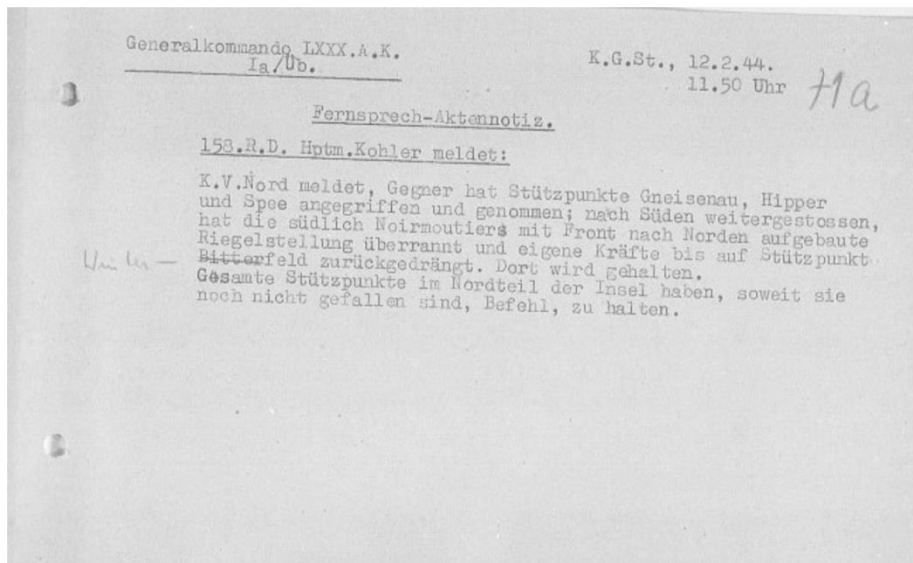 Generalkommando LXXX.A.K.
Ia/Üb.
K.G.St., 12.2.44.
11.50 Uhr
71a
Fernsprech-Aktennotiz.
158.R.D. Hptm.Kohler meldet:
K.V.Nord meldet, Gegner hat Stützpunkte Gneisenau, Hipper
und Spee angegriffen und genommen; nach Süden weitergestossen,
hat die südlich Noirmoutiers mit Front nach Norden aufgebaute
Riegelstellung überrannt und eigene Kräfte bis auf Stützpunkt
Bitterfeld zurückgedrängt. Dort wird gehalten.
Gesamte Stützpunkte im Nordteil der Insel haben, soweit sie
noch nicht gefallen sind, Befehl, zu halten.